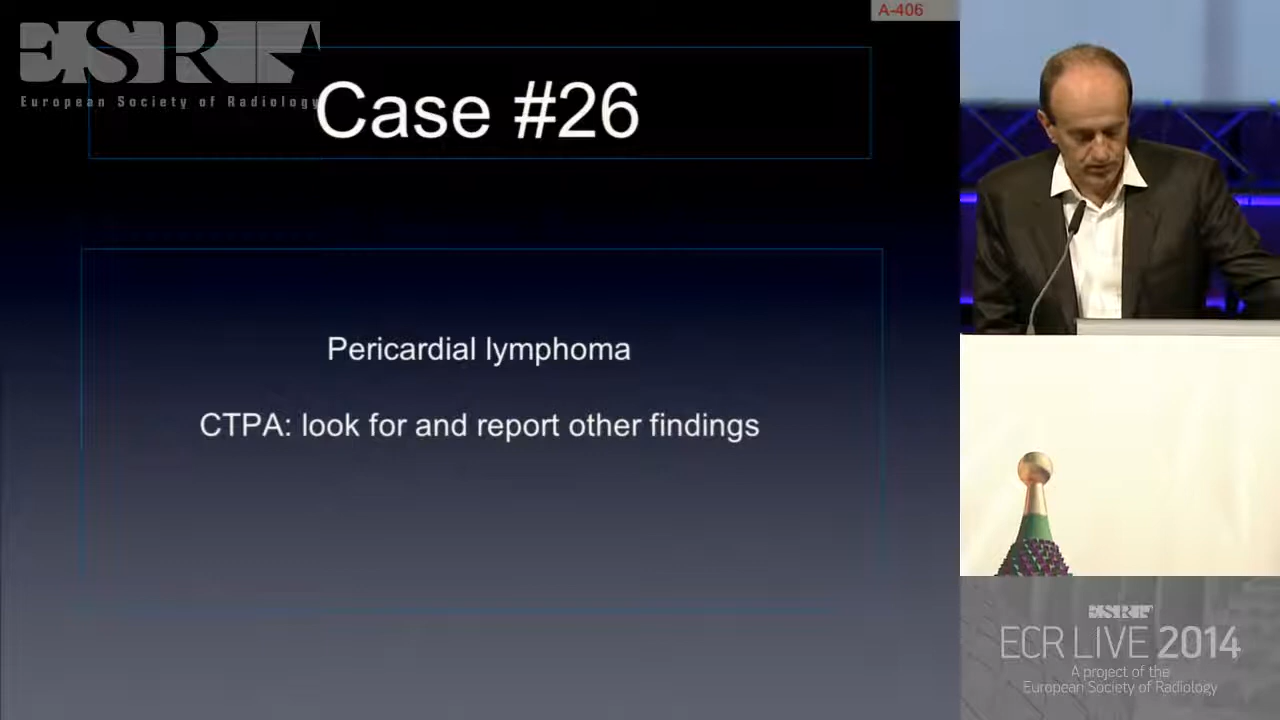 A-406
ESR
European Society of Radiology
Case #26
Pericardial lymphoma
CTPA: look for and report other findings
ESR
ECR LIVE 2014
A project of the
European Society of Radiology